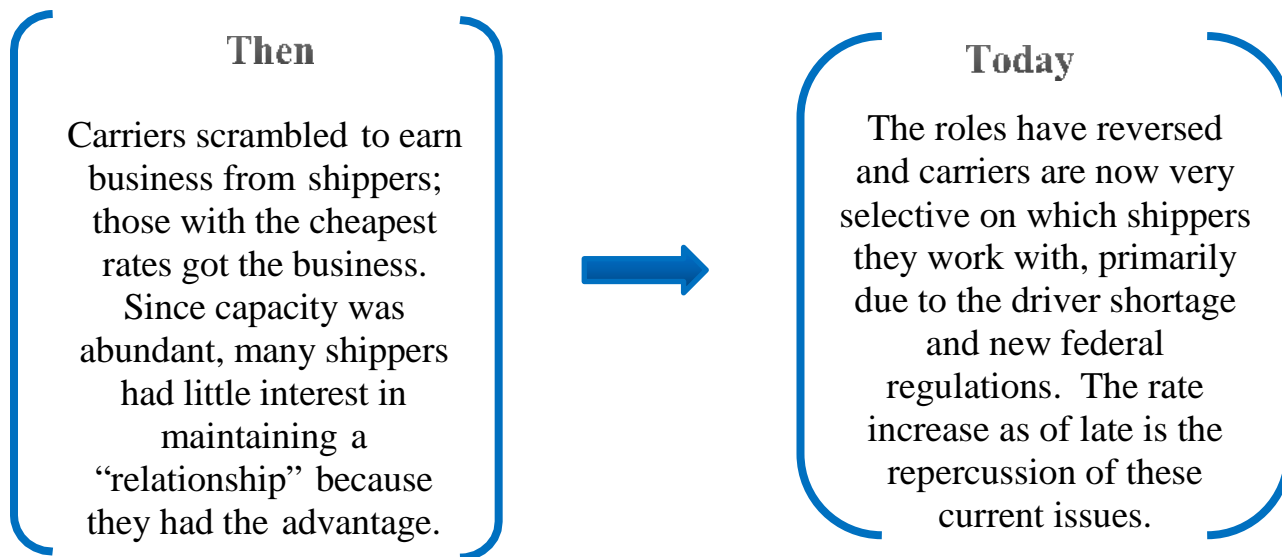 Then
Carriers scrambled to earn
business from shippers;
those with the cheapest
rates got the business.
Since capacity was
abundant, many shippers
had little interest in
maintaining a
“relationship” because
they had the advantage.
Today
The roles have reversed
and carriers are now very
selective on which shippers
they work with, primarily
due to the driver shortage
and new federal
regulations.  The rate
increase as of late is the
repercussion of these
current issues.